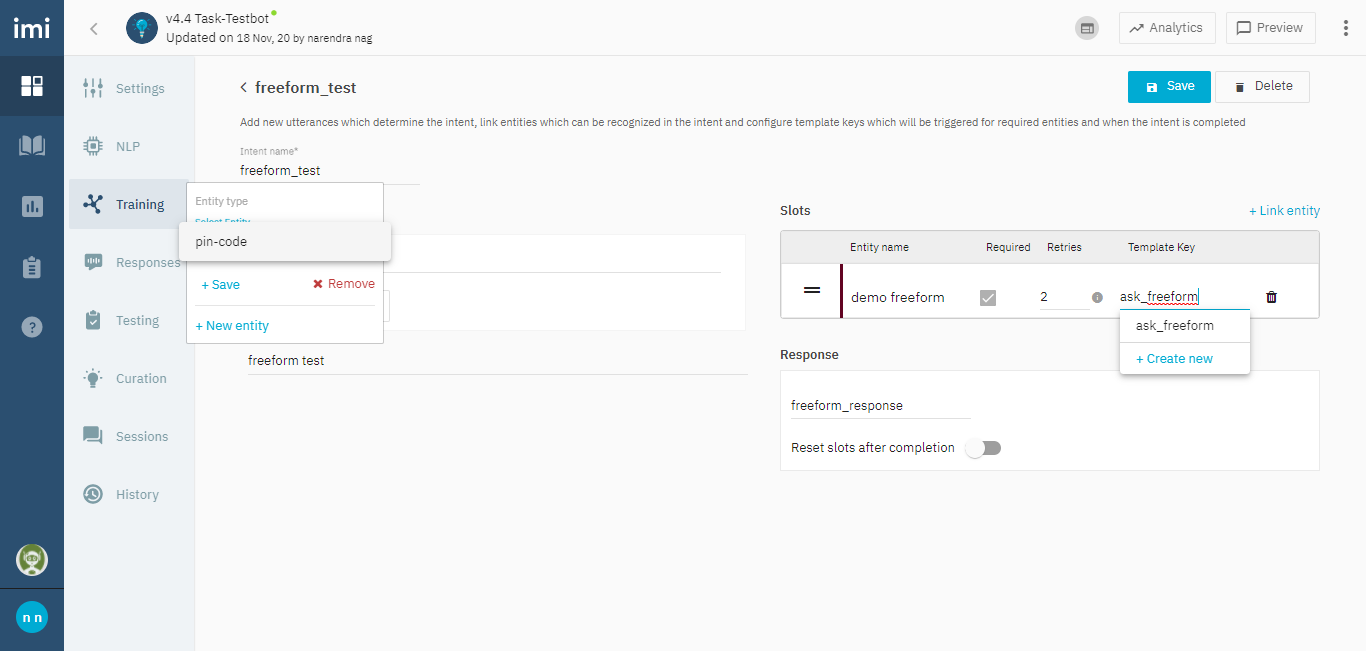 imi
v4.4 Task-Testbot
Updated on 18 Nov, 20 by narendra nag
Analytics
Preview
Settings
NLP
Training
Responses
Testing
Curation
Sessions
History
n n
freeform_test
Save
Delete
Add new utterances which determine the intent, link entities which can be recognized in the intent and configure template keys which will be triggered for required entities and when the intent is completed
Intent name*
freeform_test
Entity type
Select Entity
pin-code
+ Save
Remove
+ New entity
freeform test
Slots
+ Link entity
Entity name Required Retries Template Key
demo freeform 2 ask_freeform
ask_freeform
+ Create new
Response
freeform_response
Reset slots after completion